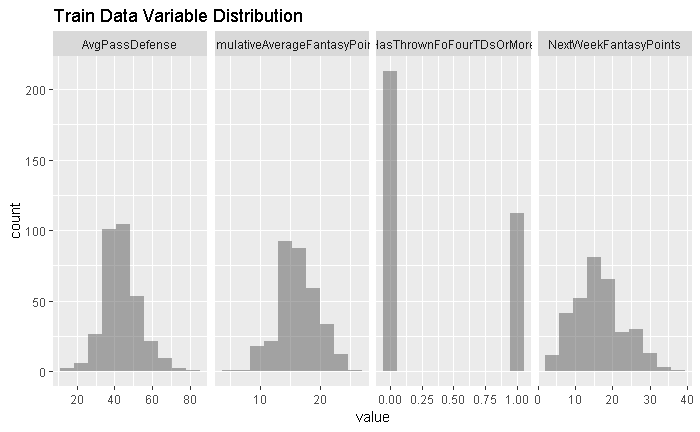 Train Data Variable Distribution
AvgPassDefense
mulativeAverageFantasyPoin
HasThrownFoFourTDsOrMore
NextWeekFantasyPoints
count
200
150
100
50
0
20 40 60 80
10 20
0.00 0.25 0.50 0.75 1.00
0 10 20 30 40
value